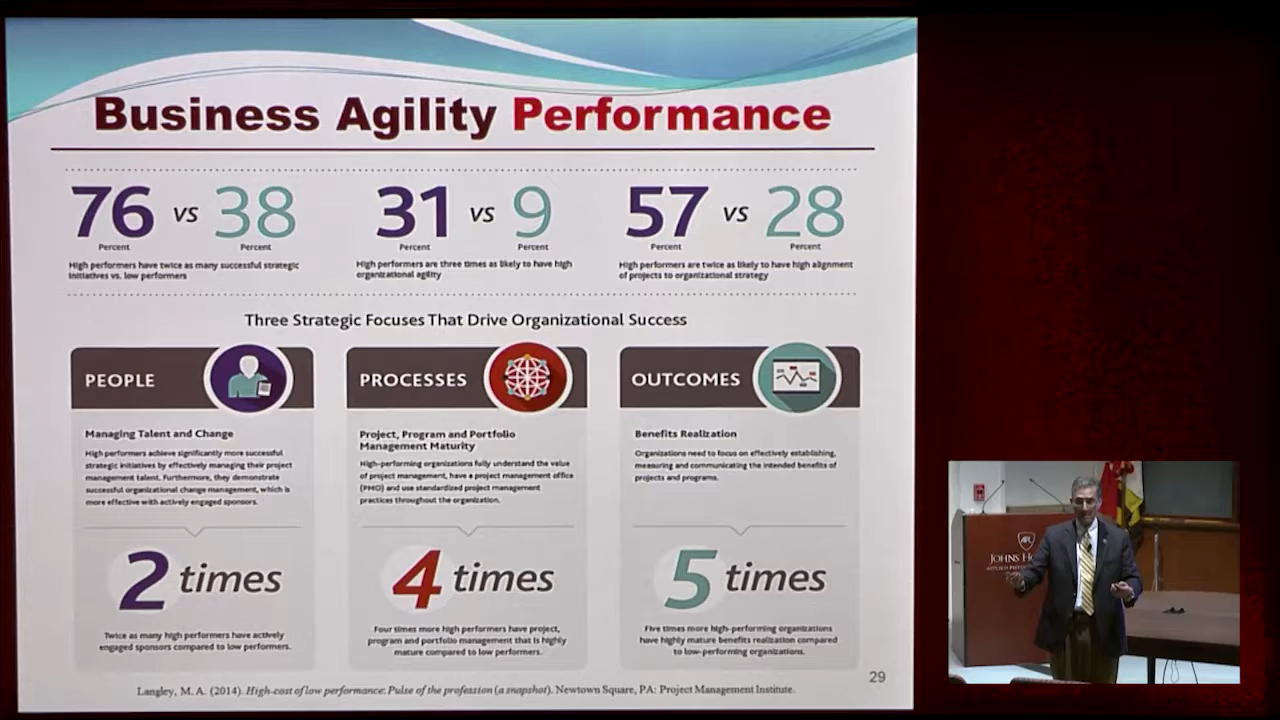 Business Agility Performance
76 vs 38
Percent Percent
High performers have twice as many successful strategic
initiatives vs. low performers
31 vs 9
Percent Percent
High performers are three times as likely to have high
organizational agility
57 vs 28
Percent Percent
High performers are twice as likely to have high alignment
of projects to organizational strategy
Three Strategic Focuses That Drive Organizational Success
PEOPLE
Managing Talent and Change
High performers achieve significantly more successful
strategic initiatives by effectively managing their project
management talent. Furthermore, they demonstrate
successful organizational change management, which is
more effective with actively engaged sponsors.
2 times
Twice as many high performers have actively
engaged sponsors compared to low performers.
PROCESSES
Project, Program and Portfolio
Management Maturity
High-performing organizations fully understand the value
of project management, have a project management office
(PMO) and use standardized project management
practices throughout the organization.
4 times
Four times more high performers have project,
program and portfolio management that is highly
mature compared to low performers.
OUTCOMES
Benefits Realization
Organizations need to focus on effectively establishing,
measuring and communicating the intended benefits of
projects and programs.
5 times
Five times more high-performing organizations
have highly mature benefits realization compared
to low-performing organizations.
29
Langley, M. A. (2014). High-cost of low performance: Pulse of the profession (a snapshot). Newtown Square, PA: Project Management Institute.
APL
JOHNS